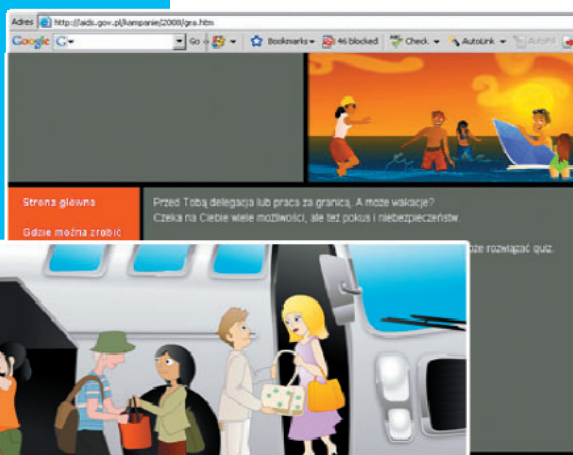 Adres http://aids.gov.pl/kampanie/2008/gra.htm
Google G Go Bookmarks 46 blocked Check AutoLink AutoFill
Strona główna
Gdzie można zrobić
Przed Tobą delegacja lub praca za granicą. A może wakacje?
Czeka na Ciebie wiele możliwości, ale też pokus i niebezpieczeństw.
oże rozwiązać quiz.